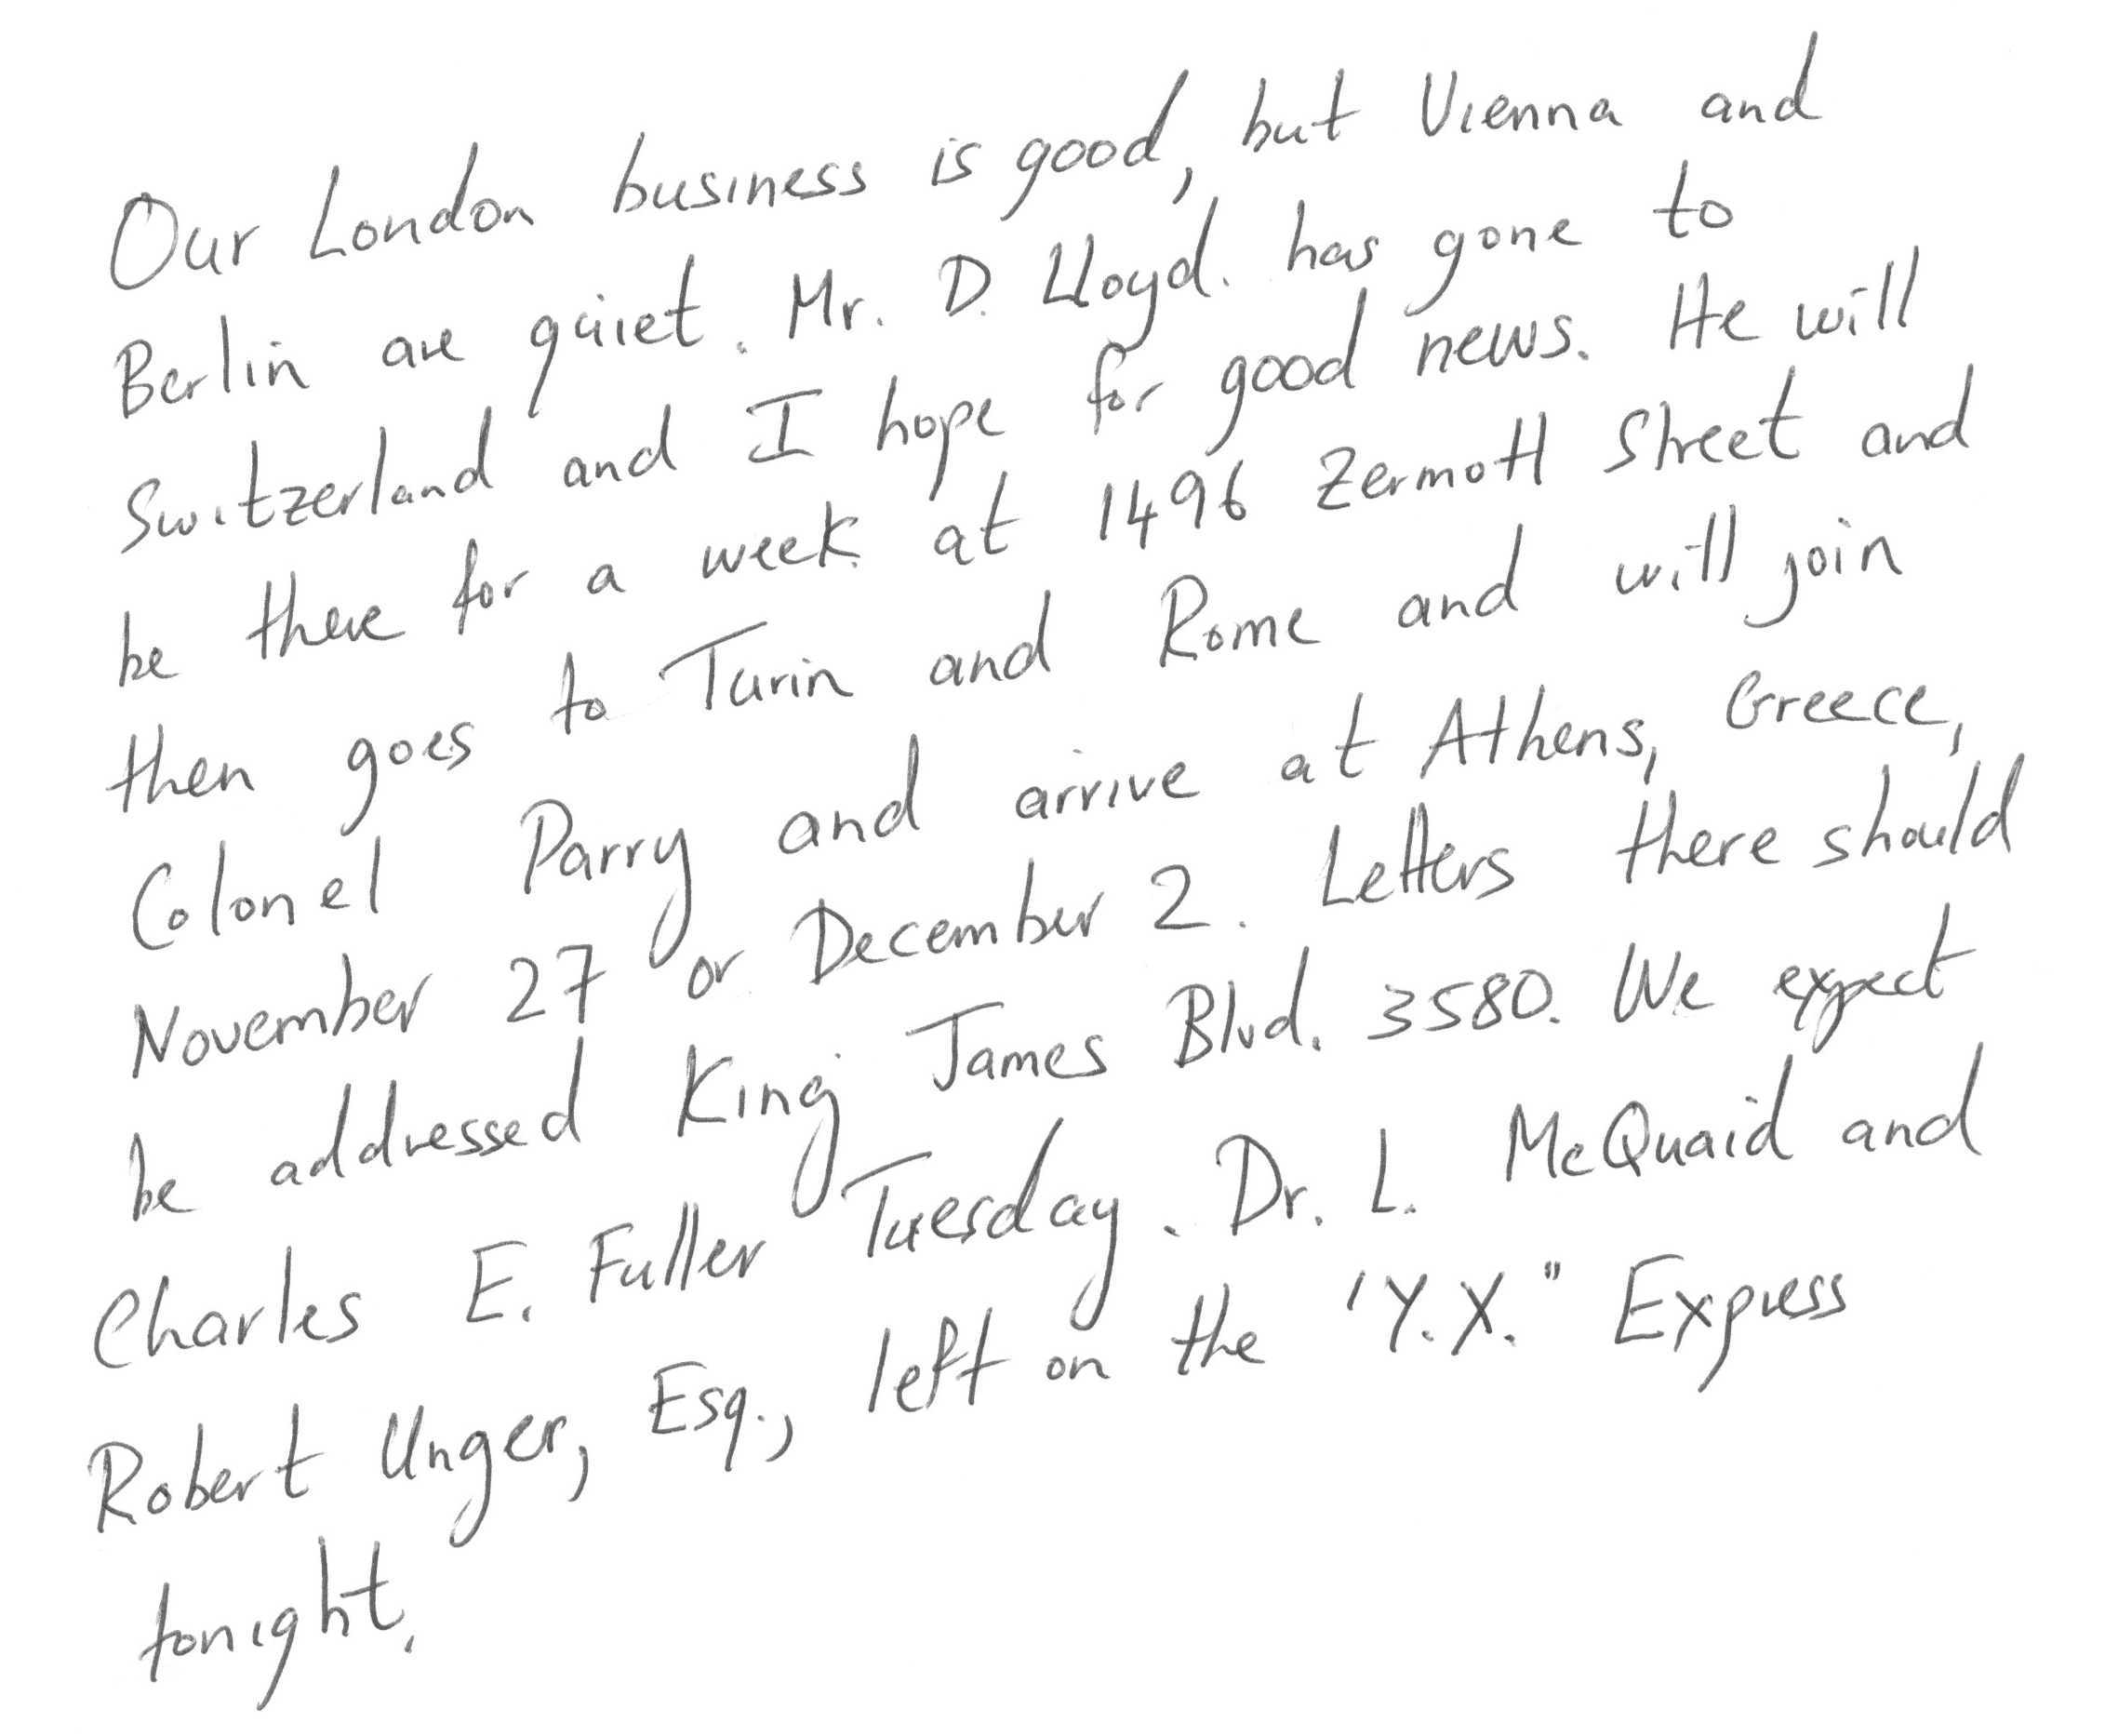 Our London business is good, but Vienna and
Berlin are quiet. Mr. D. Lloyd. has gone to
Switzerland and I hope for good news. He will
be there for a week at 1496 Zermott Street and
then goes to Turin and Rome and will join
Colonel Parry and arrive at Athens, Greece,
November 27 or December 2. Letters there should
be addressed King James Blvd. 3580. We expect
Charles E. Fuller Tuesday. Dr. L. McQuaid and
Robert Unger, Esq., left on the "Y.X." Express
tonight.